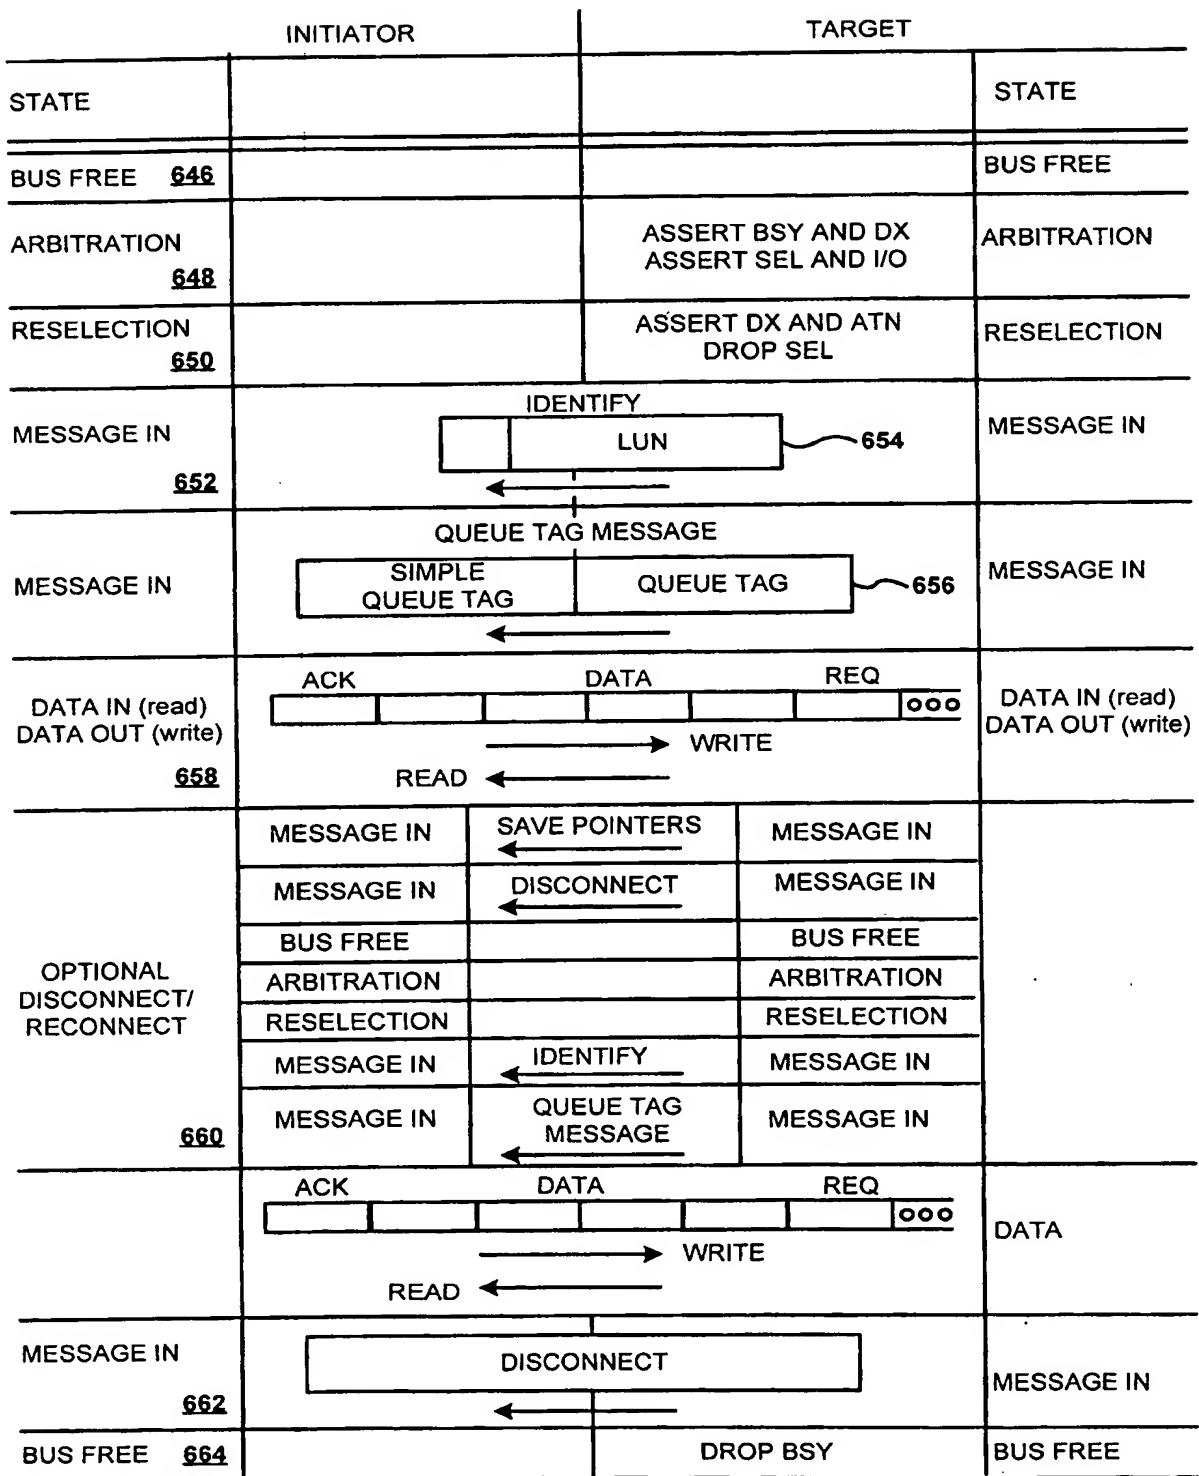 INITIATOR TARGET
STATE STATE
BUS FREE 646 BUS FREE
ARBITRATION 648 ASSERT BSY AND DX ARBITRATION
ASSERT SEL AND I/O
RESELECTION 650 ASSERT DX AND ATN RESELECTION
DROP SEL
IDENTIFY
MESSAGE IN LUN 654 MESSAGE IN
652
QUEUE TAG MESSAGE
MESSAGE IN SIMPLE QUEUE TAG 656 MESSAGE IN
QUEUE TAG
ACK DATA REQ
DATA IN (read) ooo DATA IN (read)
DATA OUT (write) WRITE DATA OUT (write)
658 READ
MESSAGE IN SAVE POINTERS MESSAGE IN
MESSAGE IN DISCONNECT MESSAGE IN
BUS FREE BUS FREE
OPTIONAL ARBITRATION ARBITRATION
DISCONNECT/
RECONNECT RESELECTION RESELECTION
MESSAGE IN IDENTIFY MESSAGE IN
660 MESSAGE IN QUEUE TAG MESSAGE IN
MESSAGE
ACK DATA REQ
ooo DATA
WRITE
READ
MESSAGE IN DISCONNECT MESSAGE IN
662
BUS FREE 664 DROP BSY BUS FREE